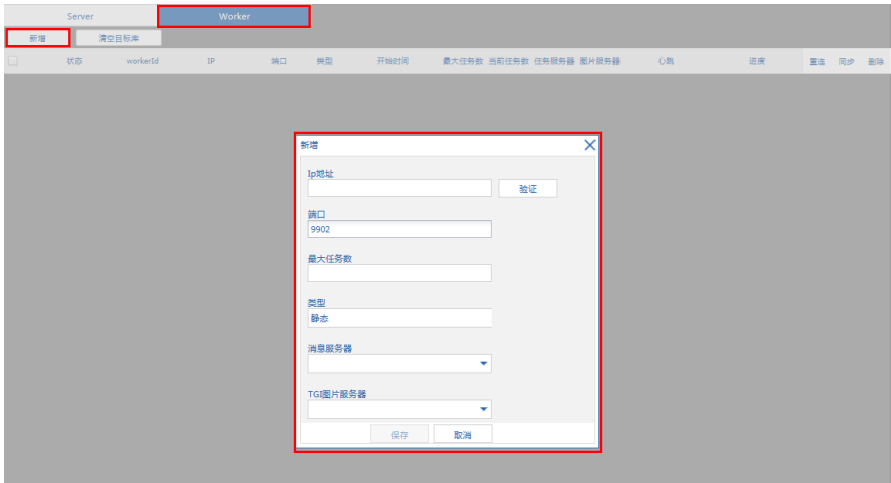 Server Worker
新增 清空目标库
状态 workerId IP 端口 类型 开始时间 最大任务数 当前任务数 任务服务器 图片服务器 心跳 进度 重连 同步 删除
新增
Ip地址
验证
端口
9902
最大任务数
类型
静态
消息服务器
TGI图片服务器
保存 取消